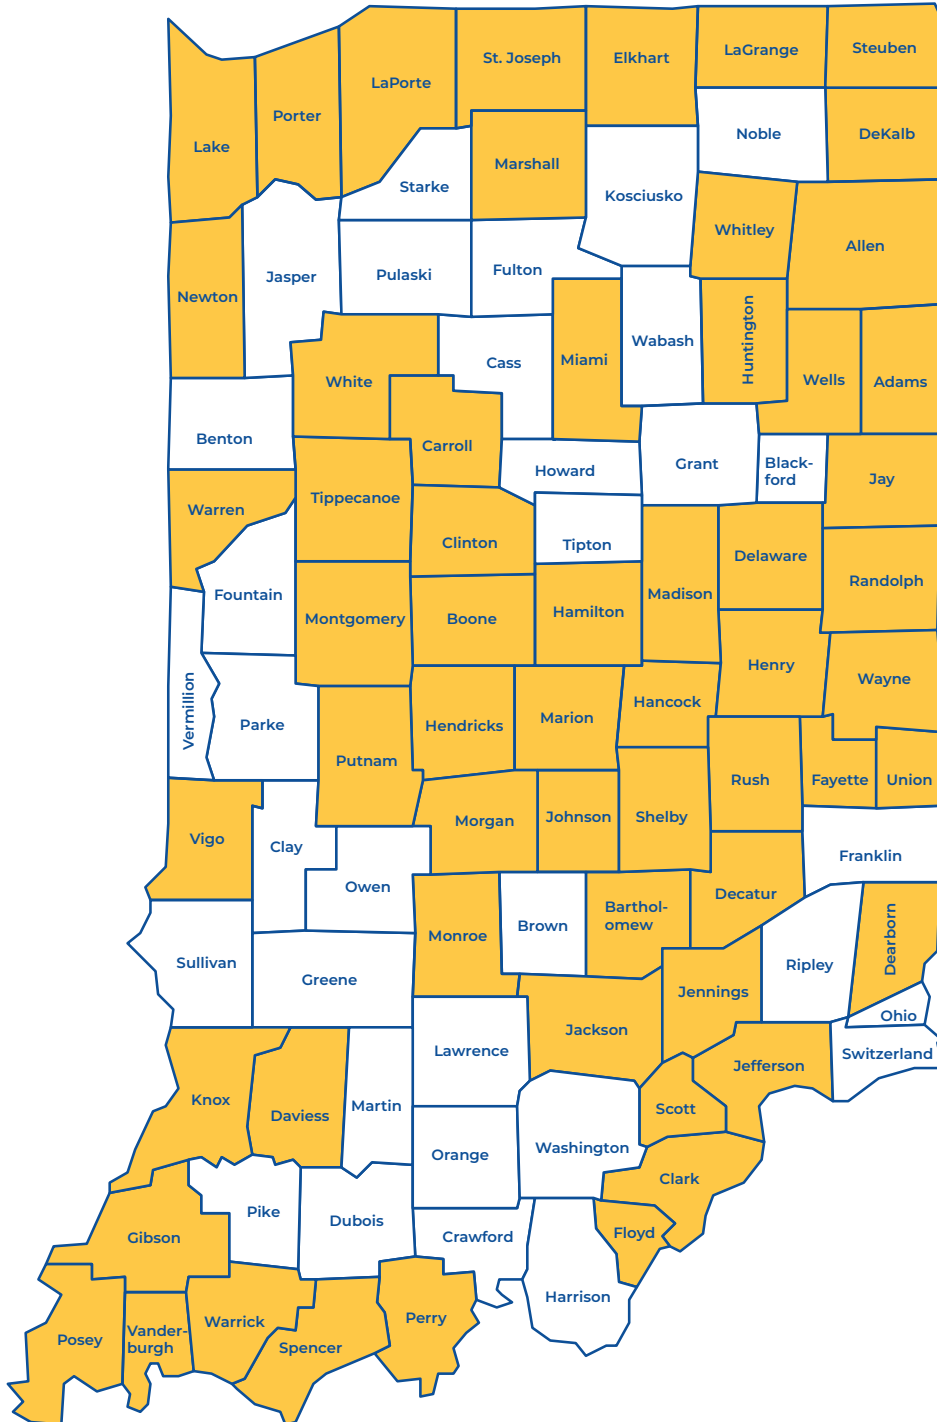 St. Joseph
Elkhart
LaGrange
Steuben
LaPorte
Porter
Lake
Noble
DeKalb
Marshall
Starke
Kosciusko
Whitley
Allen
Newton
Jasper
Pulaski
Fulton
Huntington
Wabash
Miami
Cass
White
Wells
Adams
Benton
Carroll
Howard
Grant
Black-
ford
Jay
Tippecanoe
Warren
Clinton
Tipton
Delaware
Randolph
Fountain
Madison
Montgomery
Boone
Hamilton
Henry
Wayne
Vermillion
Parke
Hendricks
Marion
Hancock
Putnam
Rush
Fayette
Union
Morgan
Johnson
Shelby
Vigo
Clay
Franklin
Owen
Decatur
Barthol-
omew
Brown
Monroe
Dearborn
Sullivan
Greene
Ripley
Jennings
Ohio
Jackson
Lawrence
Switzerland
Jefferson
Knox
Daviess
Martin
Scott
Washington
Orange
Clark
Pike
Dubois
Crawford
Floyd
Gibson
Harrison
Perry
Warrick
Vander-
burgh
Posey
Spencer